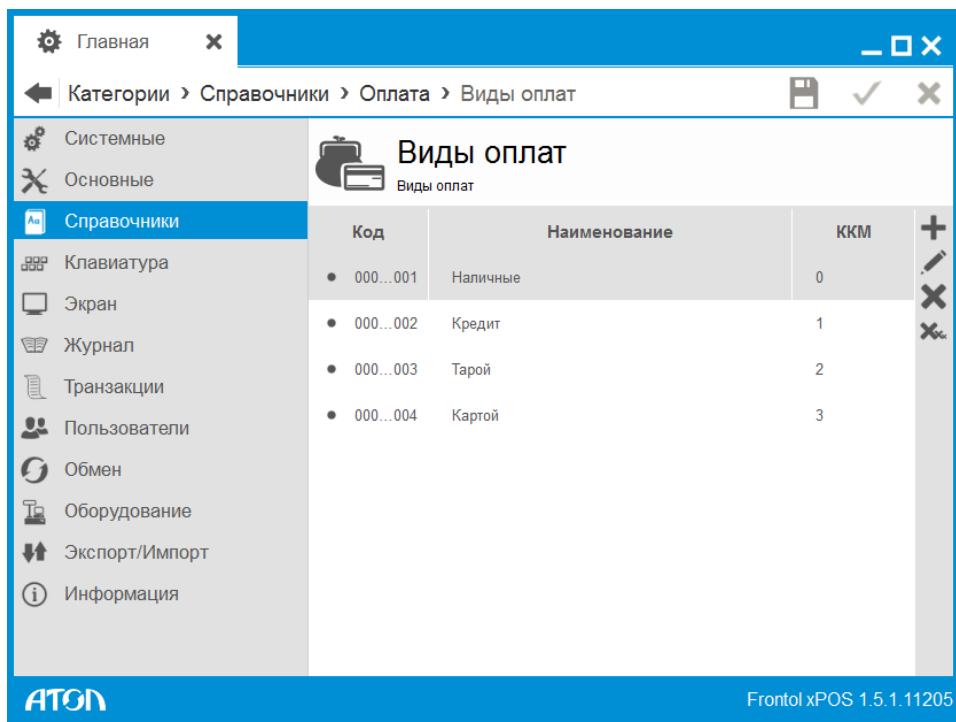 Главная
Категории › Справочники › Оплата › Виды оплат
Системные
Основные
Справочники
Клавиатура
Экран
Журнал
Транзакции
Пользователи
Обмен
Оборудование
Экспорт/Импорт
Информация
Виды оплат
Виды оплат
Код Наименование ККМ
000...001 Наличные 0
000...002 Кредит 1
000...003 Тарой 2
000...004 Картой 3
ATOL Frontol xPOS 1.5.1.11205